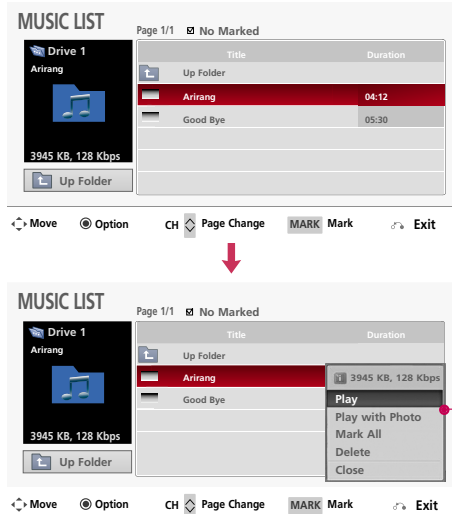 MUSIC LIST
Page 1/1 No Marked
Drive 1
Arirang
3945 KB, 128 Kbps
Up Folder
Title Duration
Up Folder
Arirang 04:12
Good Bye 05:30
Move Option CH Page Change MARK Mark Exit
MUSIC LIST
Page 1/1 No Marked
Drive 1
Arirang
3945 KB, 128 Kbps
Up Folder
Title Duration
Up Folder
Arirang
Good Bye
3945 KB, 128 Kbps
Play
Play with Photo
Mark All
Delete
Close
Move Option CH Page Change MARK Mark Exit